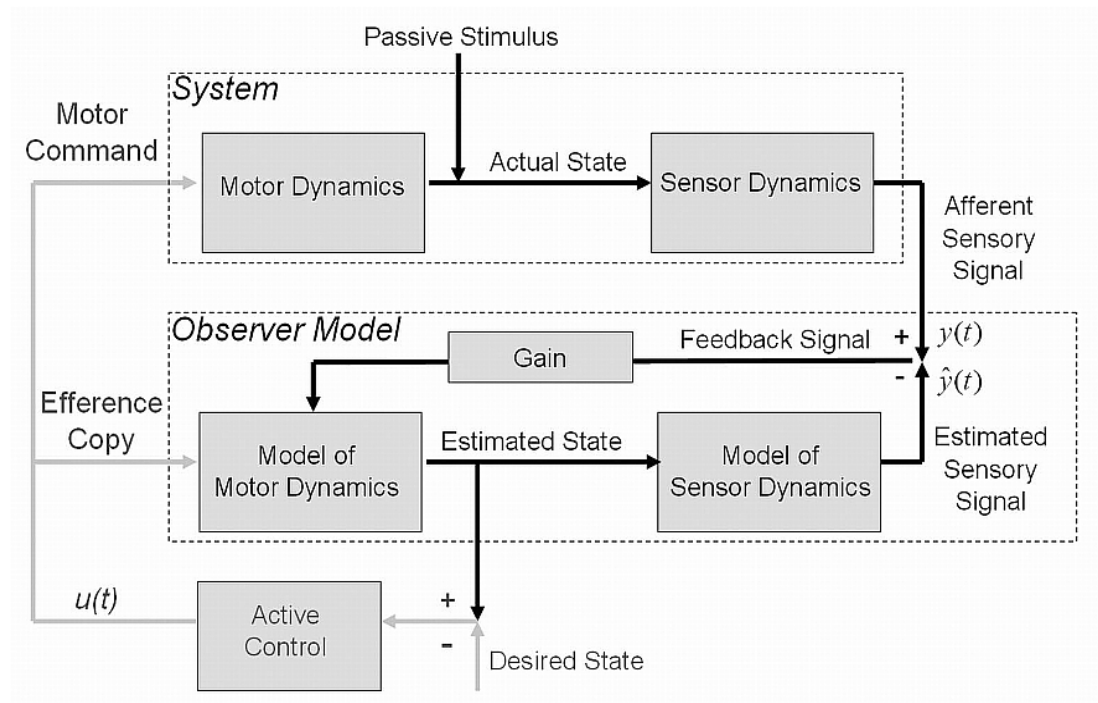 Passive Stimulus
System
Motor
Command
Motor Dynamics
Actual State
Sensor Dynamics
Afferent
Sensory
Signal
Observer Model
Gain
Feedback Signal
+
y(t)
-
ŷ(t)
Efference
Copy
Model of
Motor Dynamics
Estimated State
Model of
Sensor Dynamics
Estimated
Sensory
Signal
u(t)
Active
Control
+
-
Desired State